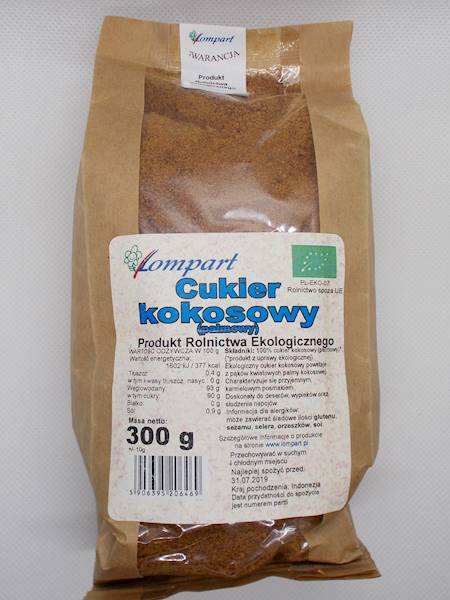 Lompart
GWARANCJA
Produkt
Rolnictwa
Ekologicznego
Lompart
PL-EKO-07
Rolnictwo spoza UE
Cukier
kokosowy
(palmowy)
Produkt Rolnictwa Ekologicznego
WARTOŚĆ ODŻYWCZA W 100 g
Wartość energetyczna:
1602 kJ / 377 kcal
Tłuszcz: 0,4 g
w tym kwasy tłuszcz. nasyc.: 0 g
Węglowodany: 93 g
w tym cukry: 90 g
Białko: 0 g
Sól: 0,9 g
Masa netto:
300 g
+/- 10g
5906395206469
Składniki: 100% cukier kokosowy (palmowy)*
(*produkt z uprawy ekologicznej).
Ekologiczny cukier kokosowy powstaje
z pąków kwiatowych palmy kokosowej.
Charakteryzuje się przyjemnym,
karmelowym posmakiem.
Doskonały do deserów, wypieków oraz
słodzenia napojów.
Informacja dla alergików:
może zawierać śladowe ilości glutenu,
sezamu, selera, orzeszków, soi.
Szczegółowe informacje o produkcie
na stronie www.lompart.pl
Przechowywać w suchym
i chłodnym miejscu
Najlepiej spożyć przed:
31.07.2019
Kraj pochodzenia: Indonezja
Data przydatności do spożycia
jest numerem partii